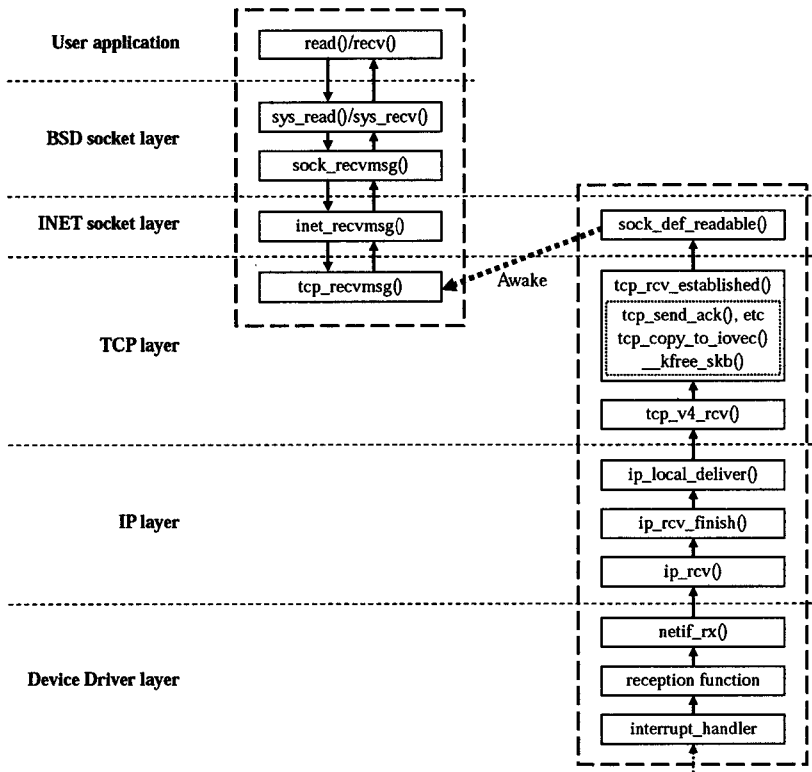 User application
read()/recv()
sys_read()/sys_recv()
BSD socket layer
sock_recvmsg()
INET socket layer
inet_recvmsg()
sock_def_readable()
Awake
tcp_recvmsg()
tcp_rcv_established()
tcp_send_ack(), etc
tcp_copy_to_iovec()
__kfree_skb()
TCP layer
tcp_v4_rcv()
ip_local_deliver()
IP layer
ip_rcv_finish()
ip_rcv()
netif_rx()
Device Driver layer
reception function
interrupt_handler